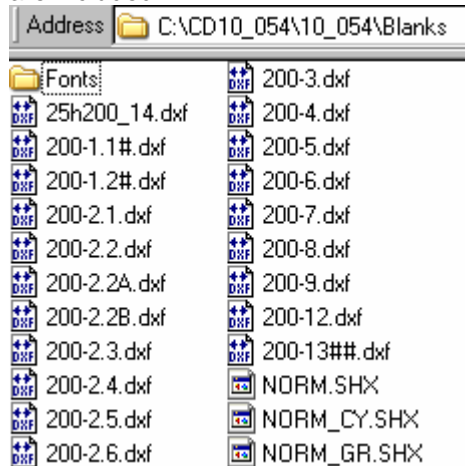 Address C:\CD10_054\10_054\Blanks
Fonts
25h200_14.dxf
200-1.1#.dxf
200-1.2#.dxf
200-2.1.dxf
200-2.2.dxf
200-2.2A.dxf
200-2.2B.dxf
200-2.3.dxf
200-2.4.dxf
200-2.5.dxf
200-2.6.dxf
200-3.dxf
200-4.dxf
200-5.dxf
200-6.dxf
200-7.dxf
200-8.dxf
200-9.dxf
200-12.dxf
200-13##.dxf
NORM.SHX
NORM_CY.SHX
NORM_GR.SHX